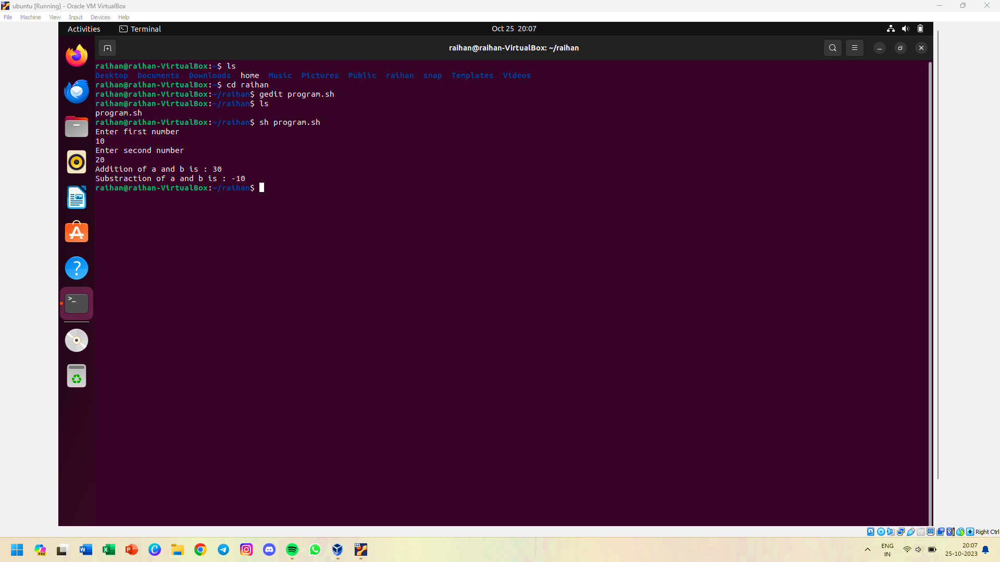 ubuntu [Running] - Oracle VM VirtualBox
File Machine View Input Devices Help
Activities Terminal Oct 25 20:07
raihan@raihan-VirtualBox: ~/raihan
raihan@raihan-VirtualBox:~$ ls
Desktop Documents Downloads home Music Pictures Public raihan snap Templates Videos
raihan@raihan-VirtualBox:~$ cd raihan
raihan@raihan-VirtualBox:~/raihan$ gedit program.sh
raihan@raihan-VirtualBox:~/raihan$ ls
program.sh
raihan@raihan-VirtualBox:~/raihan$ sh program.sh
Enter first number
10
Enter second number
20
Addition of a and b is : 30
Substraction of a and b is : -10
raihan@raihan-VirtualBox:~/raihan$
Right Ctrl
ENG
IN
20:07
25-10-2023